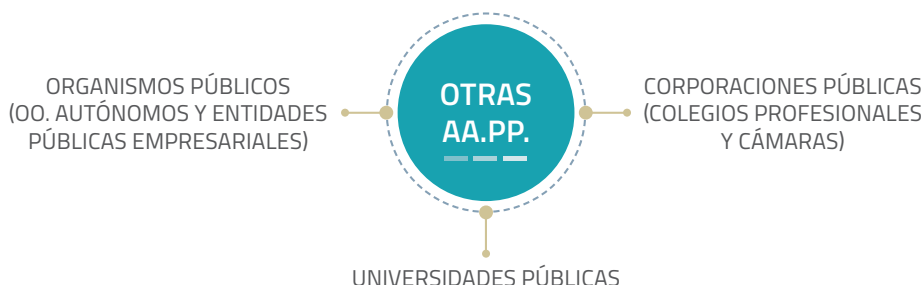 ORGANISMOS PÚBLICOS
(OO. AUTÓNOMOS Y ENTIDADES
PÚBLICAS EMPRESARIALES)
OTRAS
AA.PP.
CORPORACIONES PÚBLICAS
(COLEGIOS PROFESIONALES
Y CÁMARAS)
UNIVERSIDADES PÚBLICAS